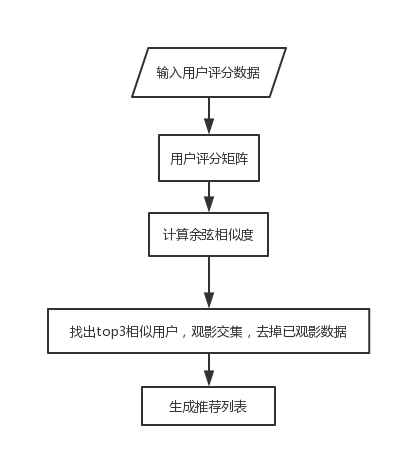 输入用户评分数据
用户评分矩阵
计算余弦相似度
找出top3相似用户，观影交集，去掉已观影数据
生成推荐列表